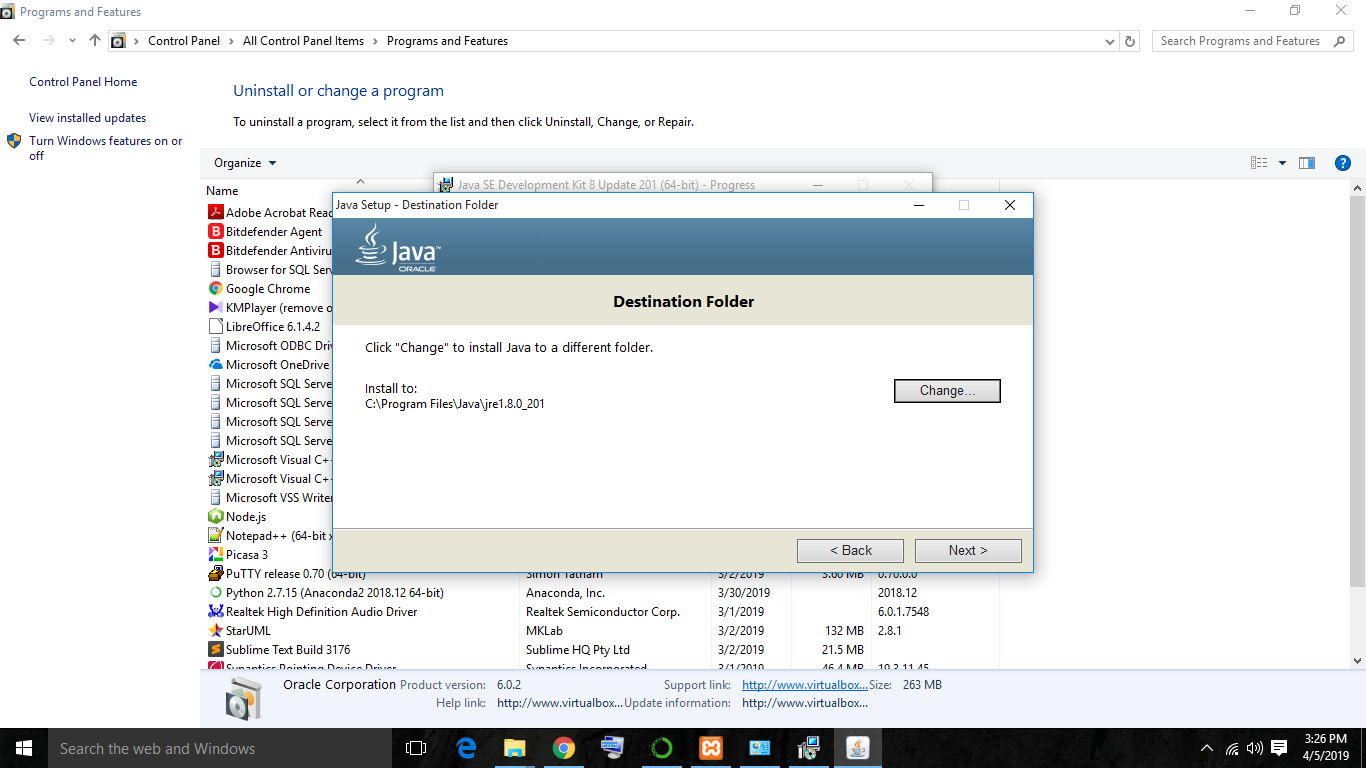 Programs and Features
Control Panel > All Control Panel Items > Programs and Features
Search Programs and Features
Control Panel Home
View installed updates
Turn Windows features on or
off
Uninstall or change a program
To uninstall a program, select it from the list and then click Uninstall, Change, or Repair.
Organize
Name
Java SE Development Kit 8 Update 201 (64-bit) - Progress
Java Setup - Destination Folder
Java™
ORACLE
Destination Folder
Click "Change" to install Java to a different folder.
Install to:
C:\Program Files\Java\jre1.8.0_201
Change...
< Back
Next >
Adobe Acrobat Reac
Bitdefender Agent
Bitdefender Antiviru
Browser for SQL Serv
Google Chrome
KMPlayer (remove o
LibreOffice 6.1.4.2
Microsoft ODBC Driv
Microsoft OneDrive
Microsoft SQL Serve
Microsoft SQL Serve
Microsoft SQL Serve
Microsoft SQL Serve
Microsoft Visual C+
Microsoft Visual C+
Microsoft VSS Writer
Node.js
Notepad++ (64-bit x
Picasa 3
PuTTY release 0.70 (64-bit) Simon Tatham 3/2/2019 3.60 MB 0.70.0.0
Python 2.7.15 (Anaconda2 2018.12 64-bit) Anaconda, Inc. 3/30/2019 2018.12
Realtek High Definition Audio Driver Realtek Semiconductor Corp. 3/1/2019 6.0.1.7548
StarUML MKLab 3/2/2019 132 MB 2.8.1
Sublime Text Build 3176 Sublime HQ Pty Ltd 3/2/2019 21.5 MB
Synaptics Pointing Device Driver Synaptics Incorporated 3/1/2019 46.4 MB 19.3.11.45
Oracle Corporation Product version: 6.0.2 Support link: http://www.virtualbox... Size: 263 MB
Help link: http://www.virtualbox... Update information: http://www.virtualbox...
Search the web and Windows
3:26 PM
4/5/2019